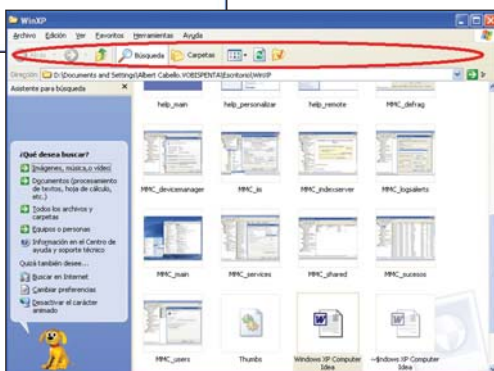 WinXP
Archivo Edición Ver Favoritos Herramientas Ayuda
Búsqueda Carpetas
Dirección D:\Documents and Settings\Albert Cabello.VOBISPENTA\Escritorio\WinXP
Asistente para búsqueda
¿Qué desea buscar?
Imágenes, música, o vídeo
Documentos (procesamiento
de textos, hoja de cálculo,
etc.)
Todos los archivos y
carpetas
Equipos o personas
Información en el Centro de
ayuda y soporte técnico
Quizá también desee...
Buscar en Internet
Cambiar preferencias
Desactivar el carácter
animado
help_main help_personalizar help_remote MMC_defrag
MMC_devicemanager MMC_iis MMC_indexserver MMC_logsalerts
MMC_main MMC_services MMC_shared MMC_sucesos
MMC_users Thumbs Windows XP Computer
Idea
~$ndows XP Computer
Idea